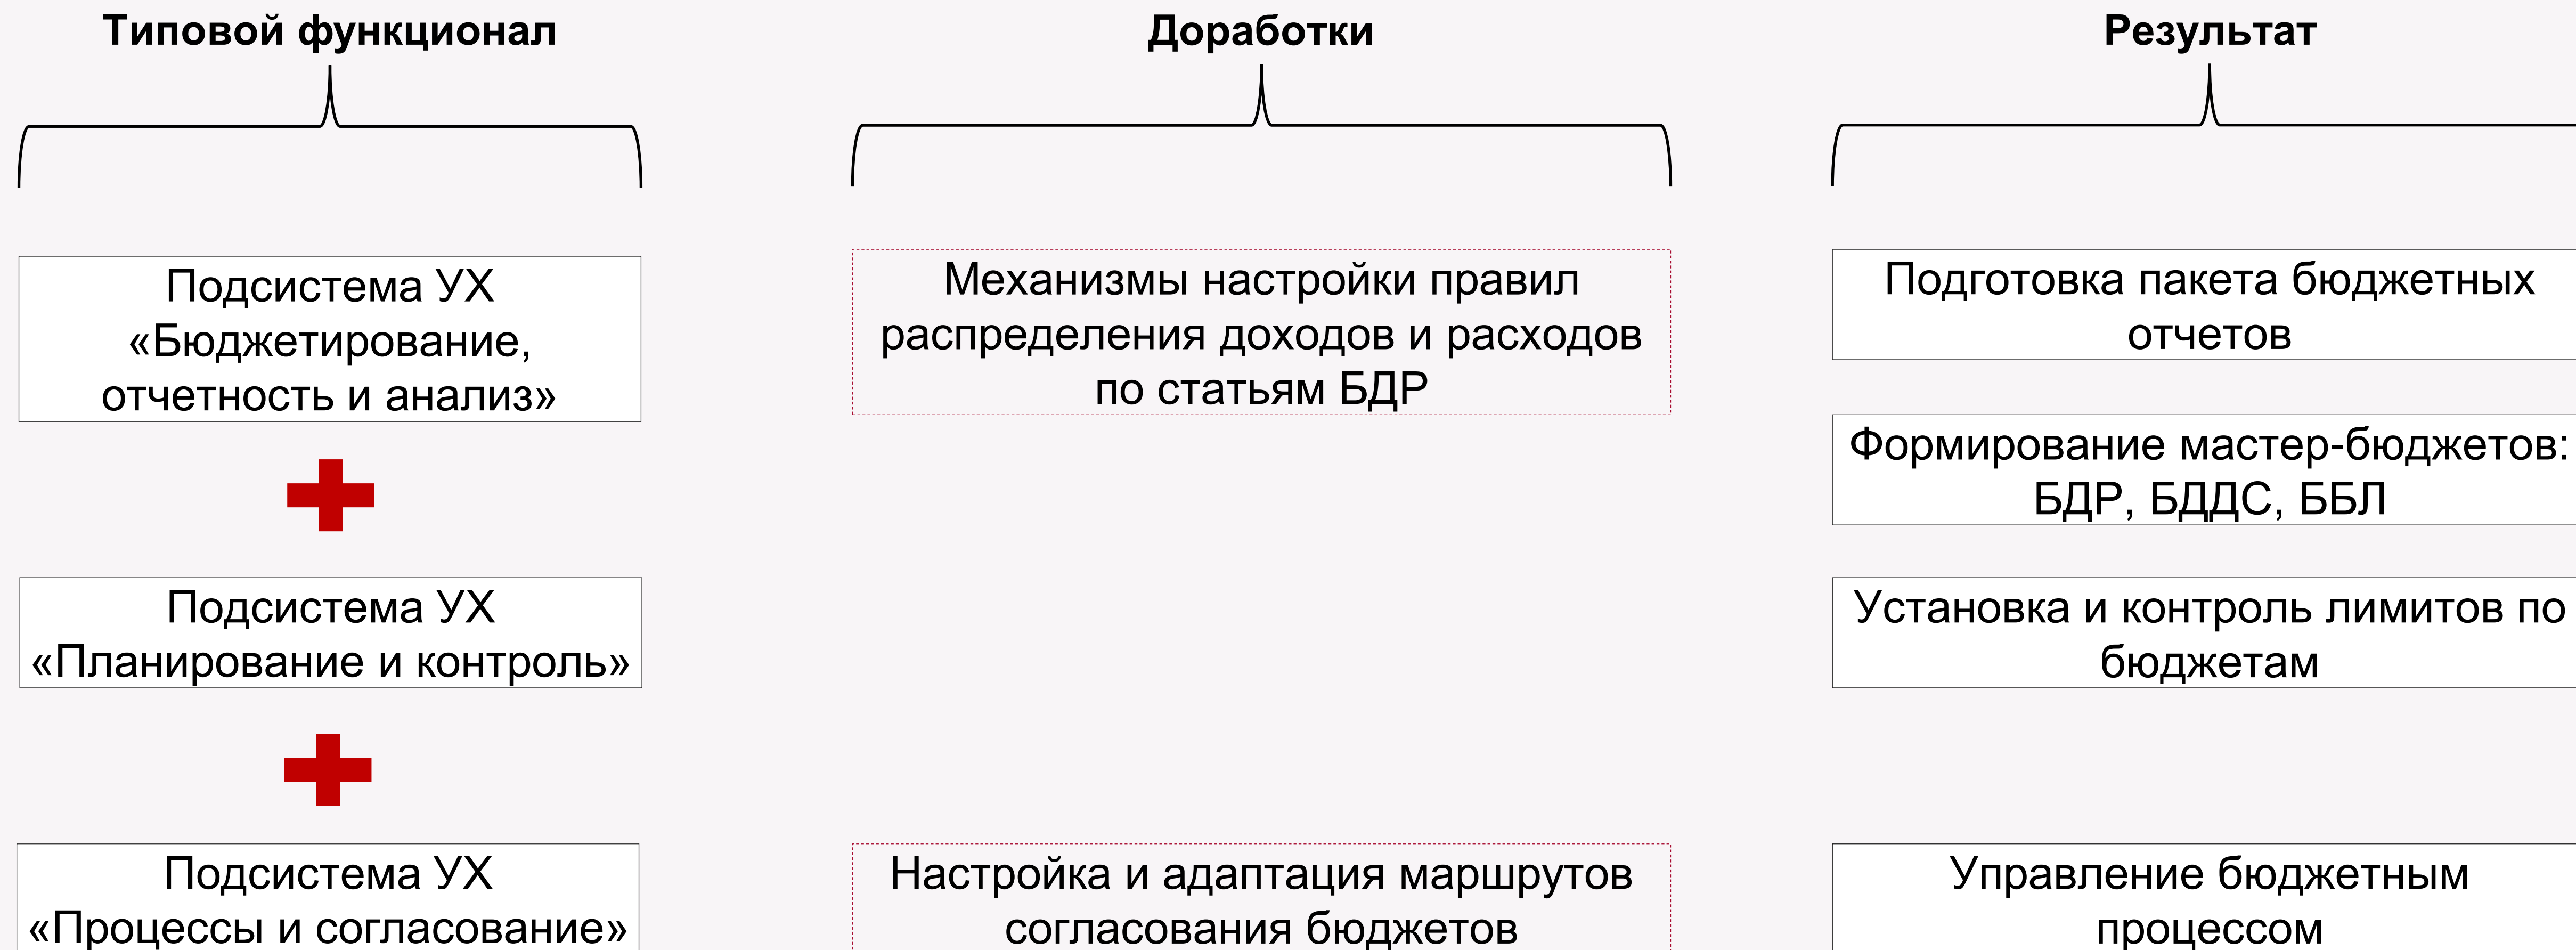 Типовой функционал
Доработки
Результат
Подсистема УХ
«Бюджетирование,
отчетность и анализ»
Механизмы настройки правил
распределения доходов и расходов
по статьям БДР
Подготовка пакета бюджетных
отчетов
Формирование мастер-бюджетов:
БДР, БДДС, ББЛ
Подсистема УХ
«Планирование и контроль»
Установка и контроль лимитов по
бюджетам
Подсистема УХ
«Процессы и согласование»
Настройка и адаптация маршрутов
согласования бюджетов
Управление бюджетным
процессом